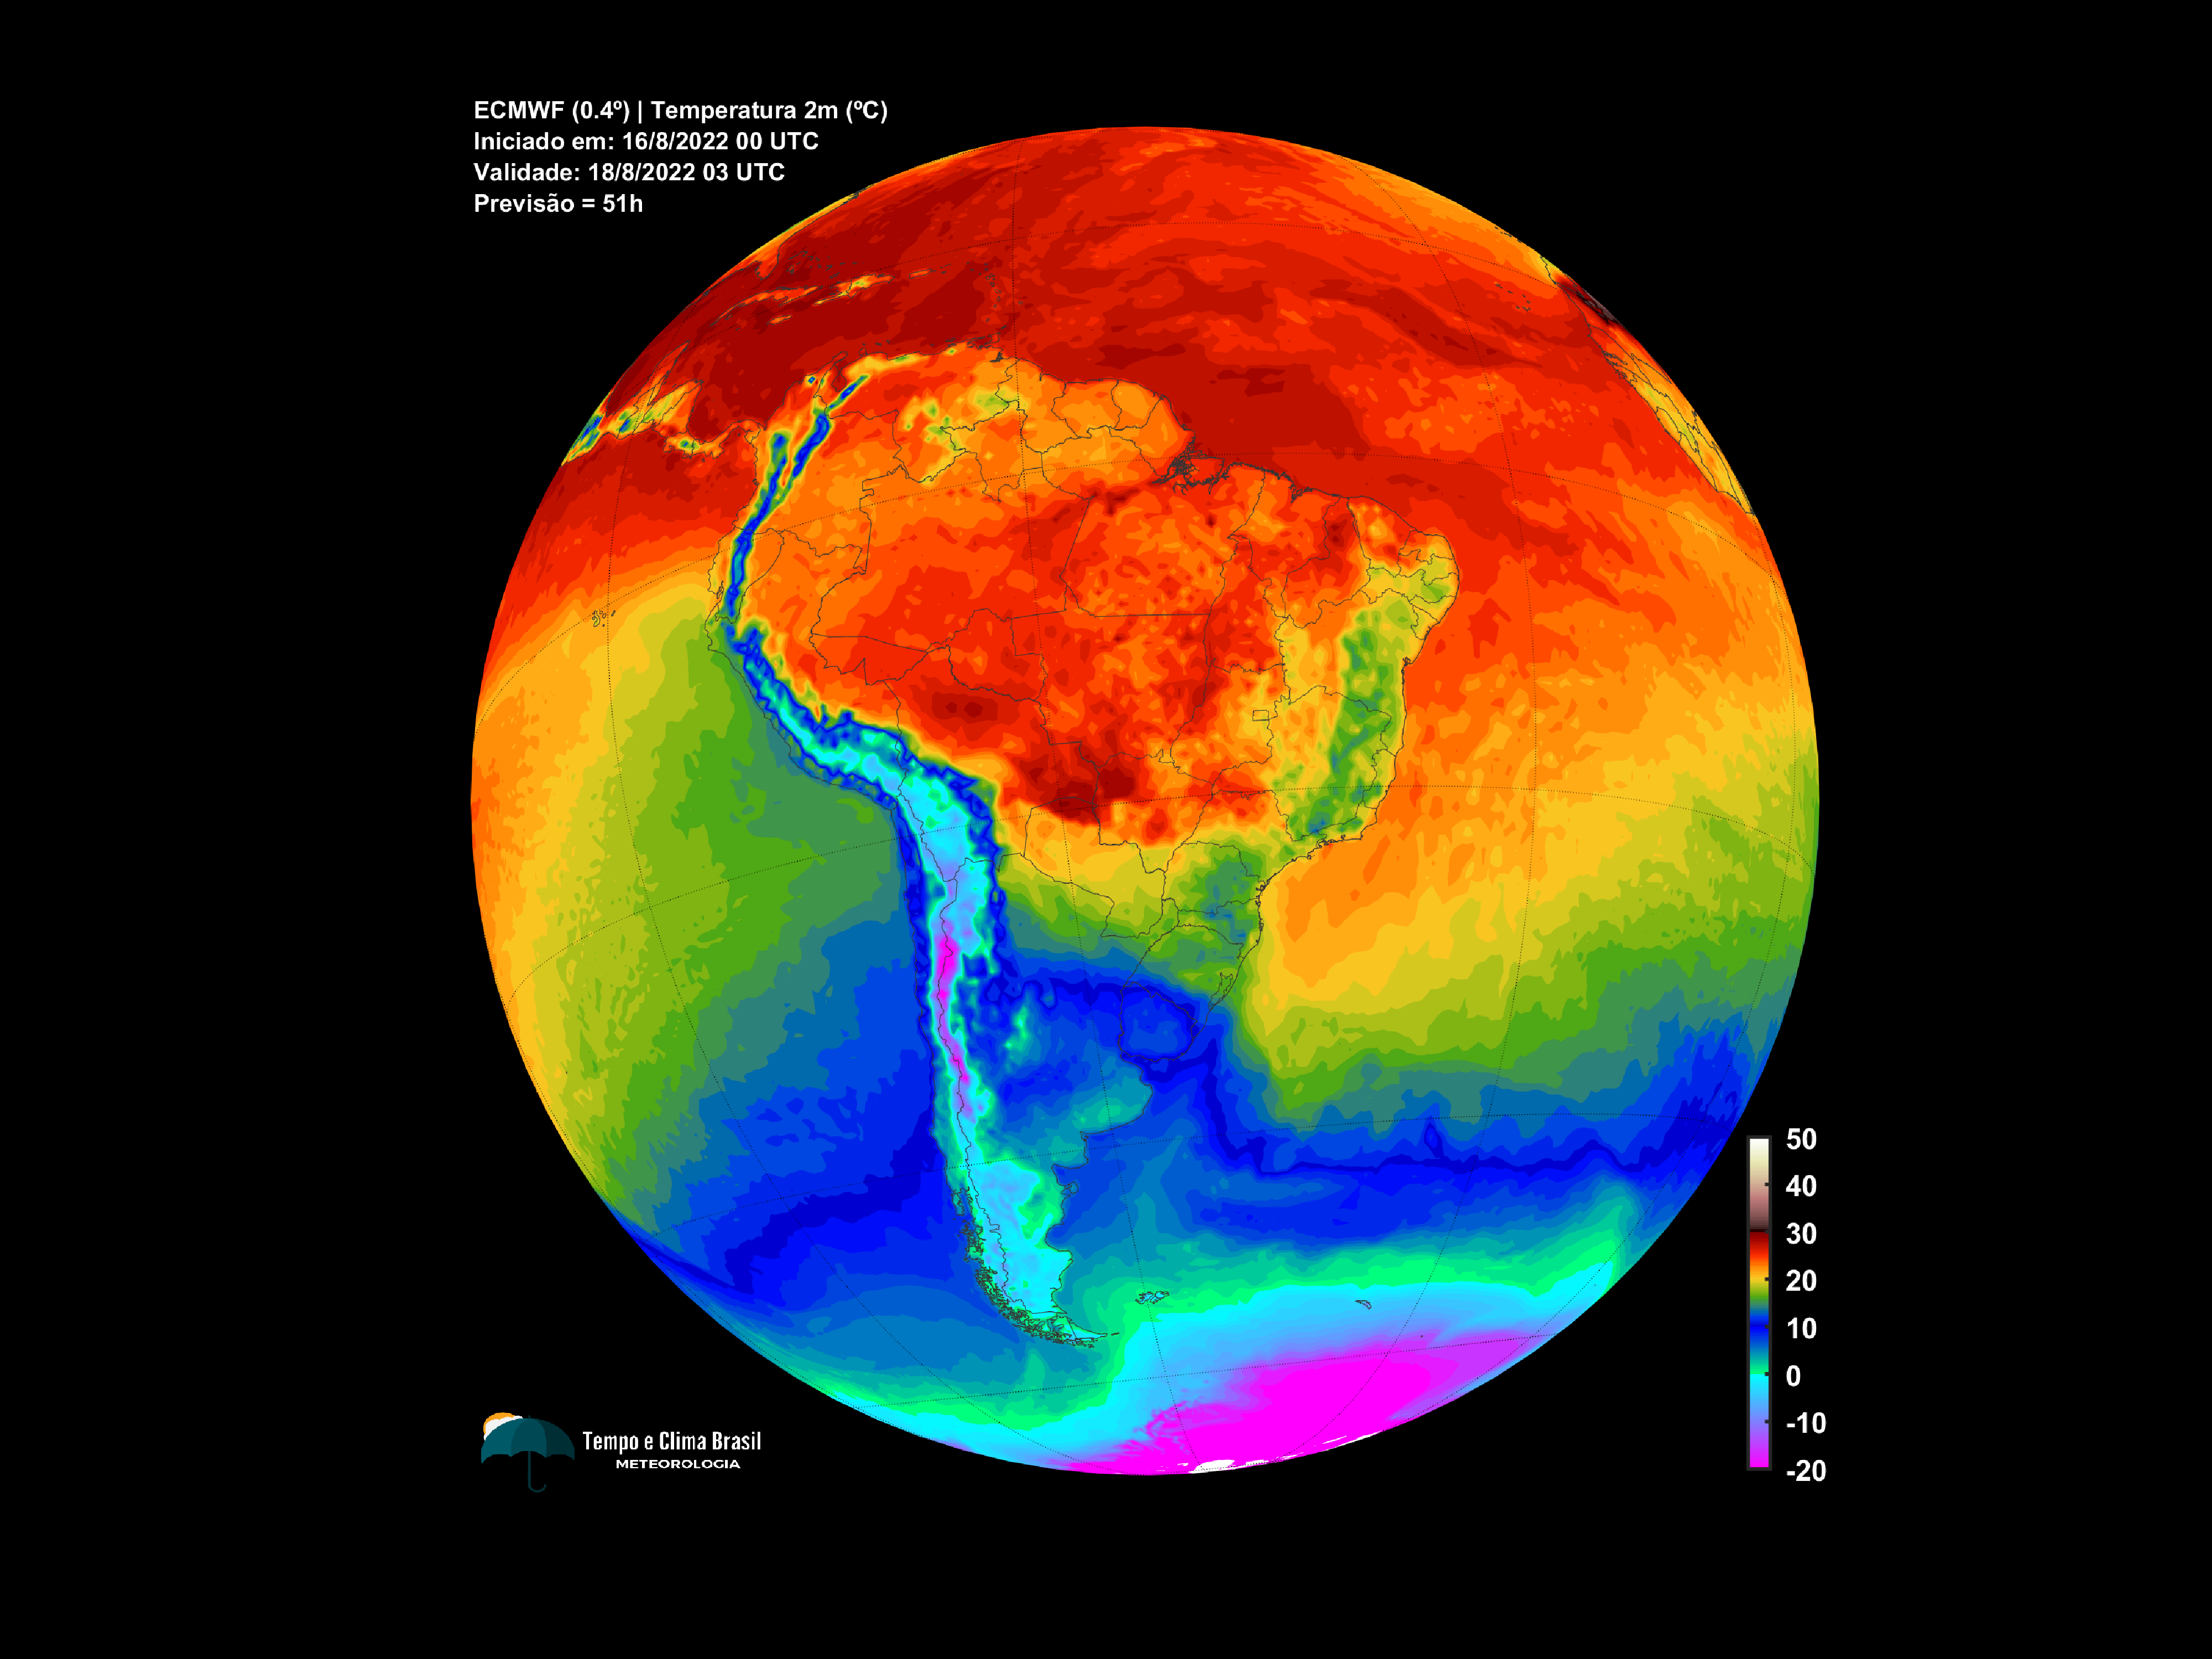 ECMWF (0.4º) | Temperatura 2m (ºC)
Iniciado em: 16/8/2022 00 UTC
Validade: 18/8/2022 03 UTC
Previsão = 51h
50
40
30
20
10
0
-10
-20
Tempo e Clima Brasil
METEOROLOGIA